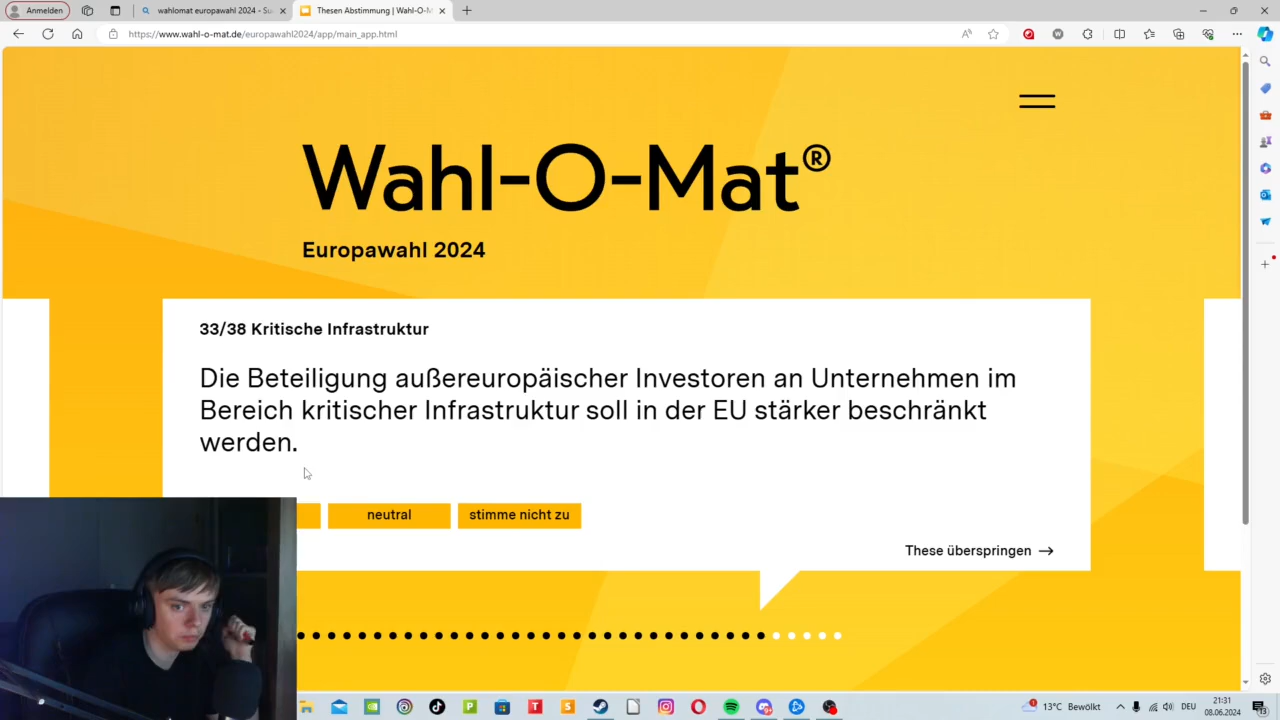 Anmelden
wahlomat europawahl 2024 - Su
Thesen Abstimmung | Wahl-O-M
https://www.wahl-o-mat.de/europawahl2024/app/main_app.html
Wahl-O-Mat®
Europawahl 2024
33/38 Kritische Infrastruktur
Die Beteiligung außereuropäischer Investoren an Unternehmen im
Bereich kritischer Infrastruktur soll in der EU stärker beschränkt
werden.
neutral
stimme nicht zu
These überspringen →
13°C Bewölkt
DEU
21:31
08.06.2024